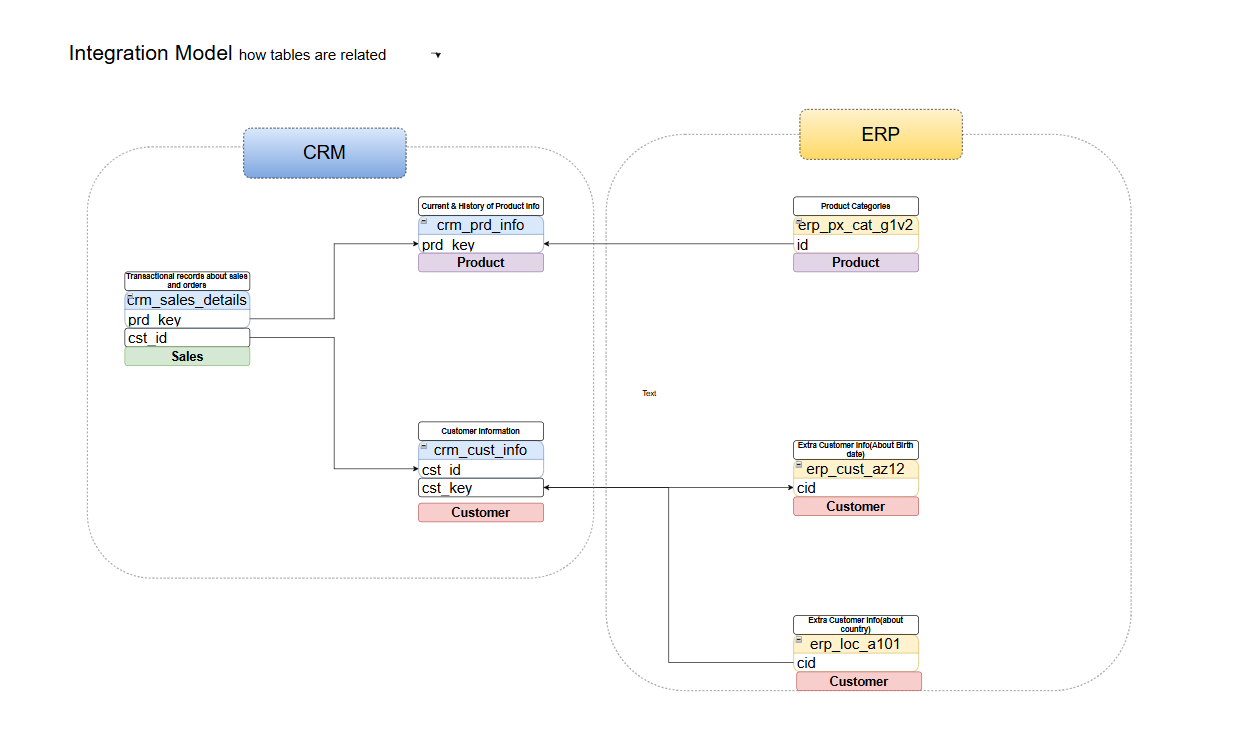 Integration Model how tables are related
CRM
ERP
Current & History of Product Info
crm_prd_info
prd_key
Product
Product Categories
erp_px_cat_g1v2
id
Product
Transactional records about sales
and orders
crm_sales_details
prd_key
cst_id
Sales
Text
Customer Information
crm_cust_info
cst_id
cst_key
Customer
Extra Customer Info(About Birth
date)
erp_cust_az12
cid
Customer
Extra Customer Info(about
country)
erp_loc_a101
cid
Customer